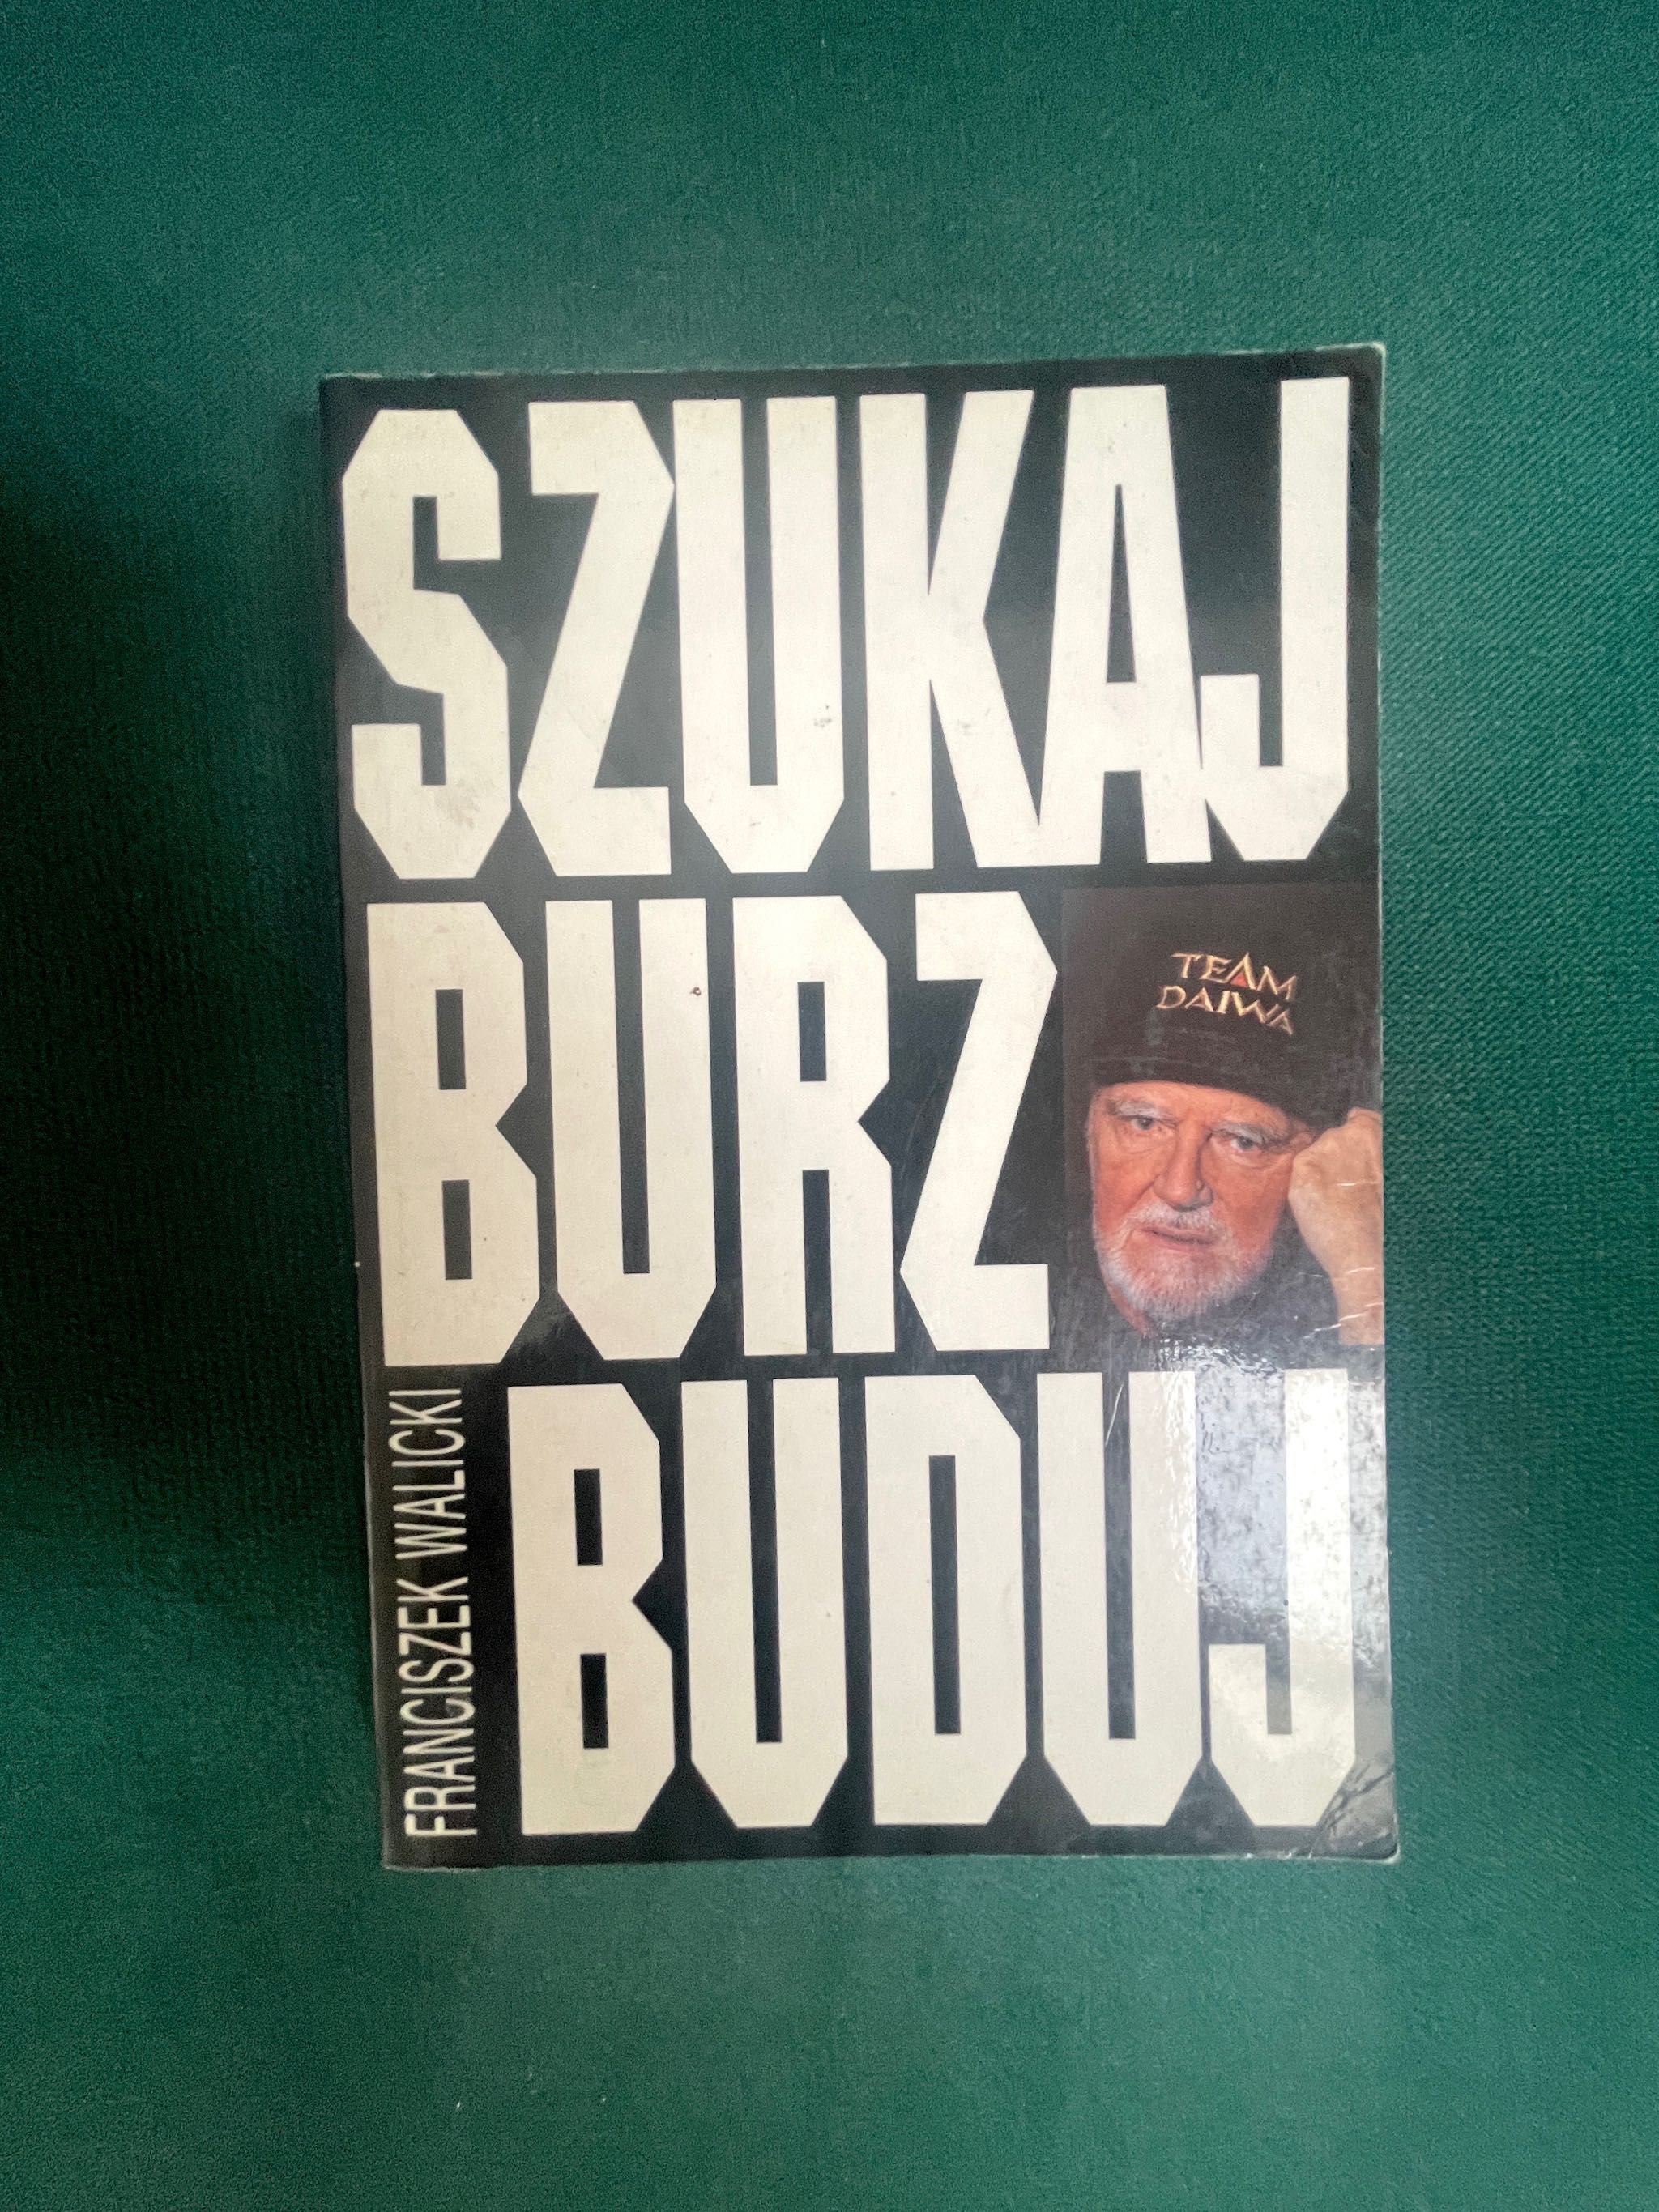 SZUKAJ
BURZ
TEAM
DAIWA
BUDUJ
FRANCISZEK WALICKI